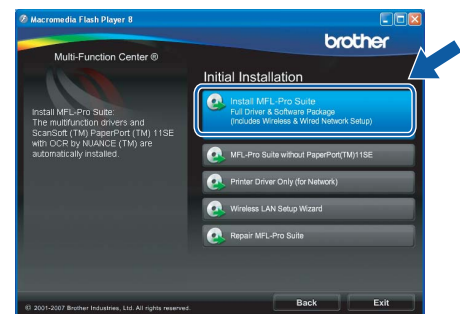 Macromedia Flash Player 8
brother
Multi-Function Center ®
Initial Installation
Install MFL-Pro Suite:
The multifunction drivers and
ScanSoft (TM) PaperPort (TM) 11SE
with OCR by NUANCE (TM) are
automatically installed.
Install MFL-Pro Suite
Full Driver & Software Package
(Includes Wireless & Wired Network Setup)
MFL-Pro Suite without PaperPort(TM)11SE
Printer Driver Only (for Network)
Wireless LAN Setup Wizard
Repair MFL-Pro Suite
© 2001-2007 Brother Industries, Ltd. All rights reserved.
Back
Exit